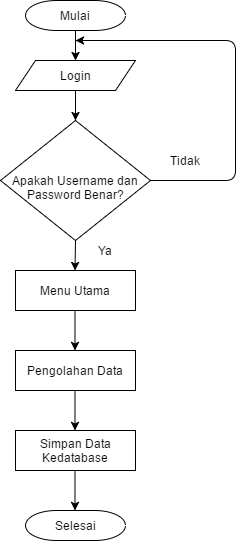 Mulai
Login
Tidak
Apakah Username dan
Password Benar?
Ya
Menu Utama
Pengolahan Data
Simpan Data
Kedatabase
Selesai